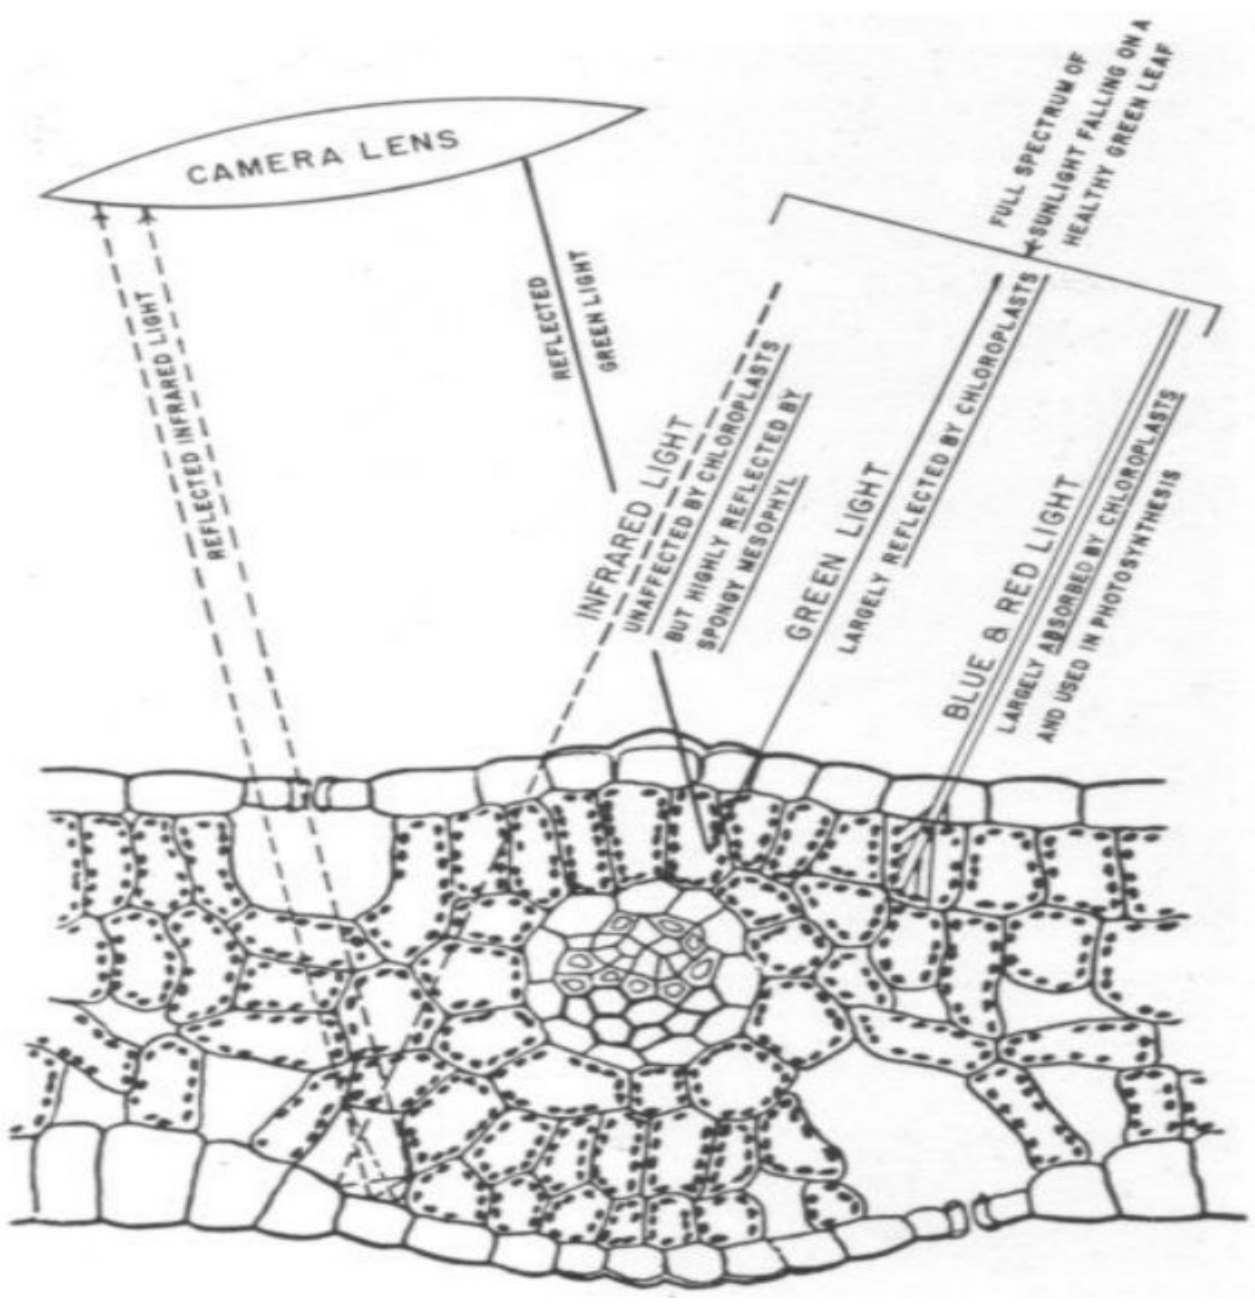 CAMERA LENS
FULL SPECTRUM OF
SUNLIGHT FALLING ON A
HEALTHY GREEN LEAF
REFLECTED INFRARED LIGHT
REFLECTED
GREEN LIGHT
INFRARED LIGHT
UNAFFECTED BY CHLOROPLASTS
BUT HIGHLY REFLECTED BY
SPONGY MESOPHYL
GREEN LIGHT
LARGELY REFLECTED BY CHLOROPLASTS
BLUE & RED LIGHT
LARGELY ABSORBED BY CHLOROPLASTS
AND USED IN PHOTOSYNTHESIS